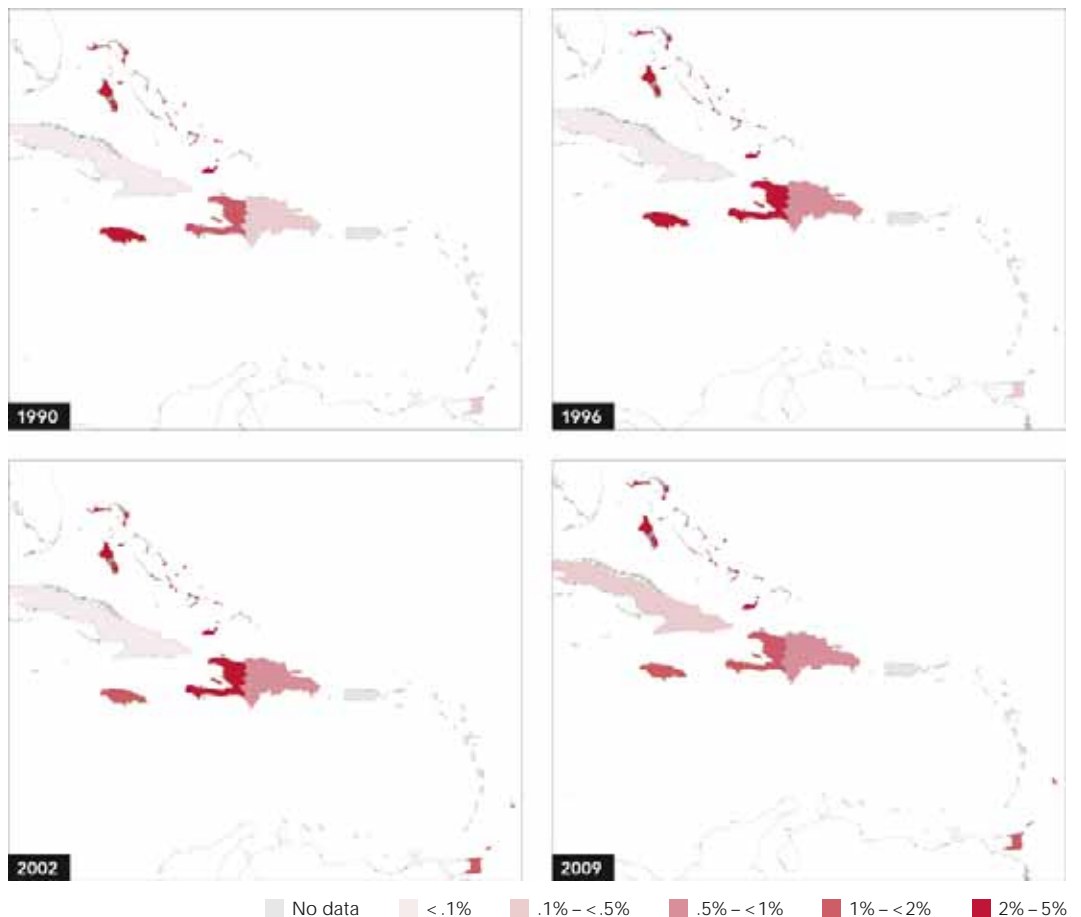 1990
1996
2002
2009
No data < .1% .1% – < .5% .5% – <1% 1% – <2% 2% – 5%